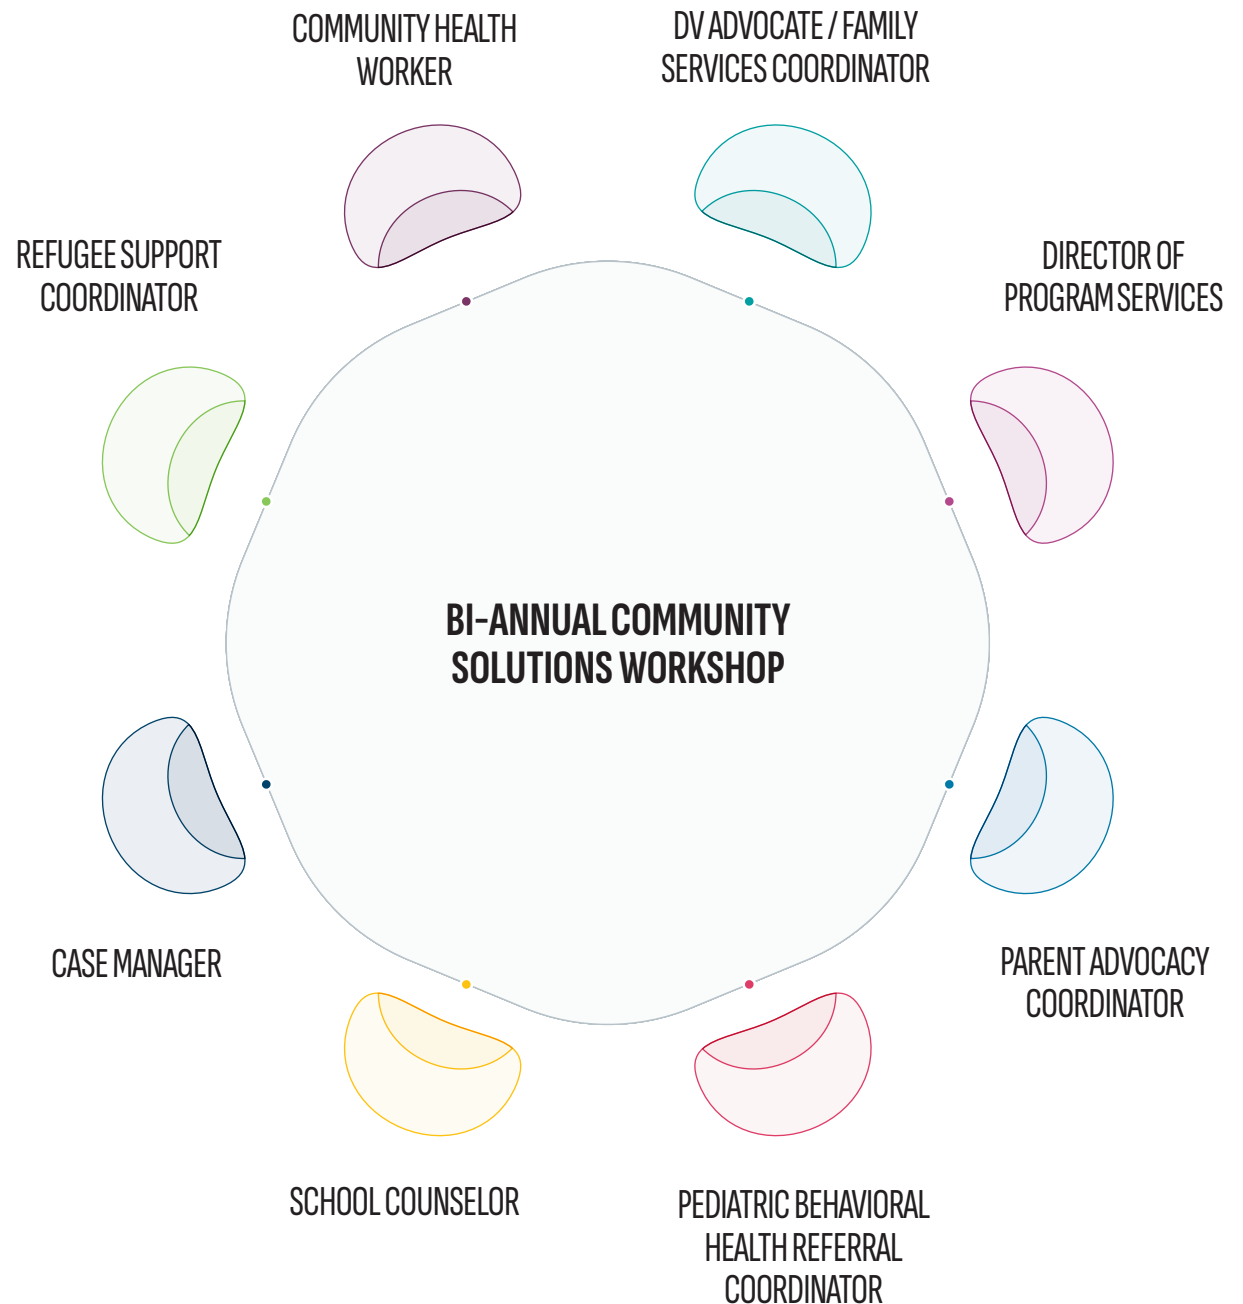 COMMUNITY HEALTH
WORKER
DV ADVOCATE / FAMILY
SERVICES COORDINATOR
REFUGEE SUPPORT
COORDINATOR
DIRECTOR OF
PROGRAM SERVICES
BI-ANNUAL COMMUNITY
SOLUTIONS WORKSHOP
CASE MANAGER
PARENT ADVOCACY
COORDINATOR
SCHOOL COUNSELOR
PEDIATRIC BEHAVIORAL
HEALTH REFERRAL
COORDINATOR